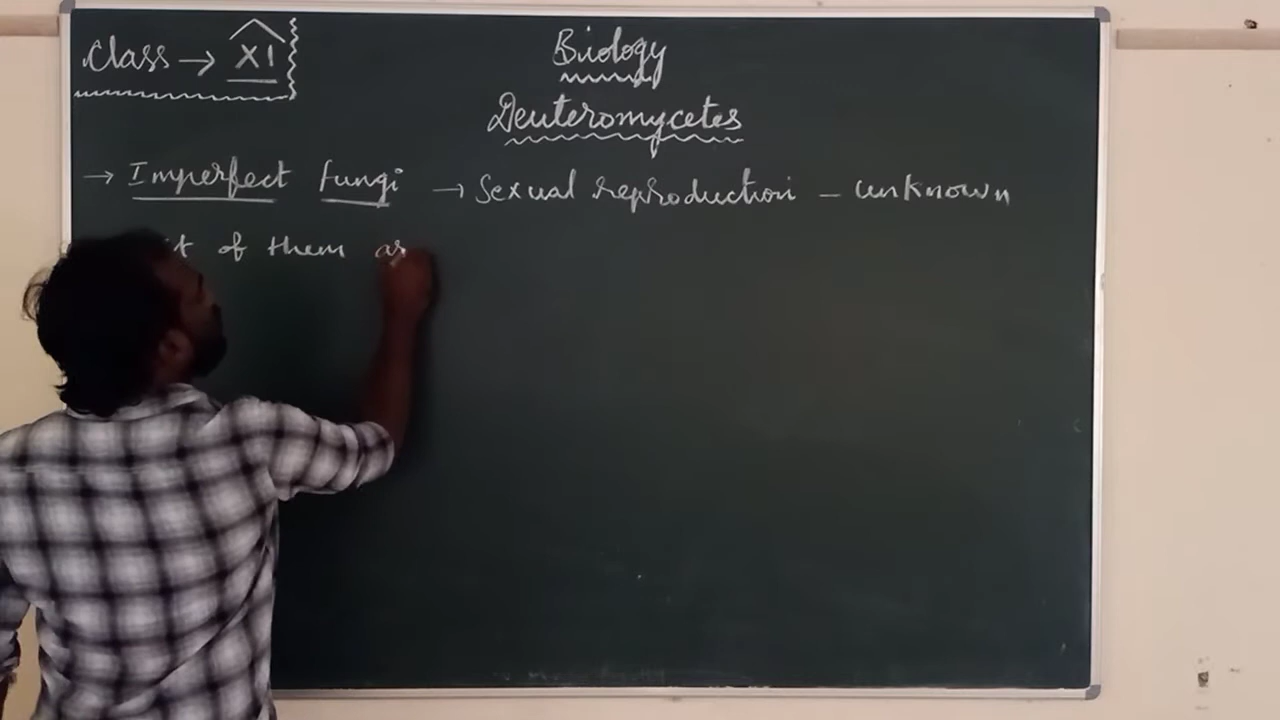 Class → XI
Biology
Deuteromycetes
→ Imperfect fungi → Sexual reproduction - unknown
of them